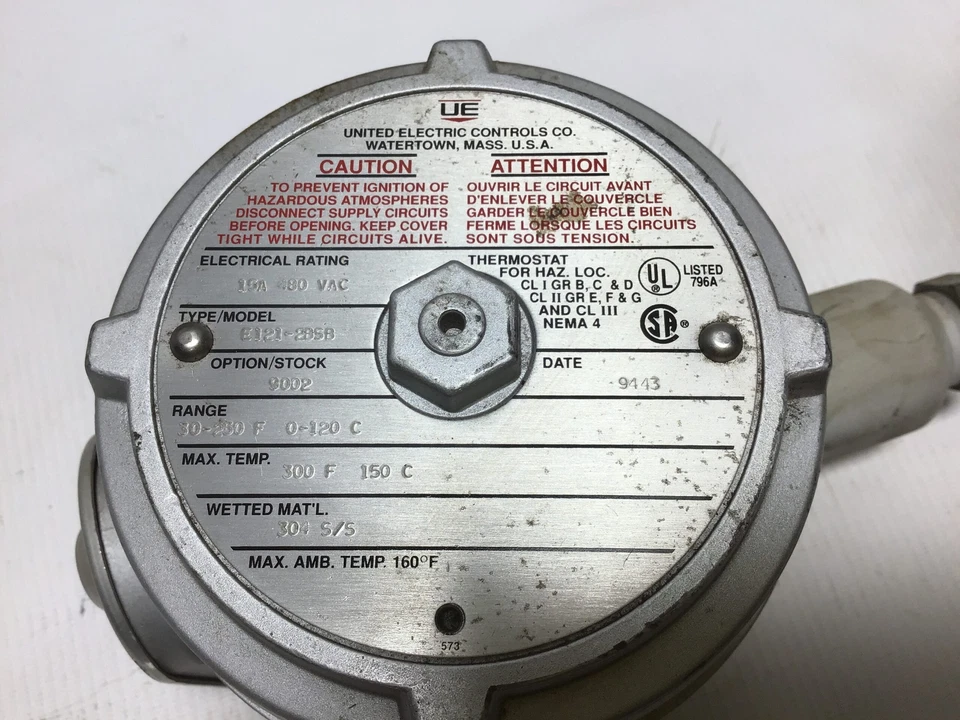 UE
UNITED ELECTRIC CONTROLS CO.
WATERTOWN, MASS. U.S.A.
CAUTION
TO PREVENT IGNITION OF
HAZARDOUS ATMOSPHERES
DISCONNECT SUPPLY CIRCUITS
BEFORE OPENING. KEEP COVER
TIGHT WHILE CIRCUITS ALIVE.
ATTENTION
OUVRIR LE CIRCUIT AVANT
D'ENLEVER LE COUVERCLE
GARDER LE COUVERCLE BIEN
FERME LORSQUE LES CIRCUITS
SONT SOUS TENSION.
ELECTRICAL RATING
15A 480 VAC
THERMOSTAT
FOR HAZ. LOC.
CL I GR B, C & D
CL II GR E, F & G
AND CL III
NEMA 4
UL
LISTED
796A
SA ®
TYPE/MODEL
E121-2BSB
OPTION/STOCK
9002
DATE
9443
RANGE
30-250 F 0-120 C
MAX. TEMP.
300 F 150 C
WETTED MAT'L.
304 S/S
MAX. AMB. TEMP. 160°F
573